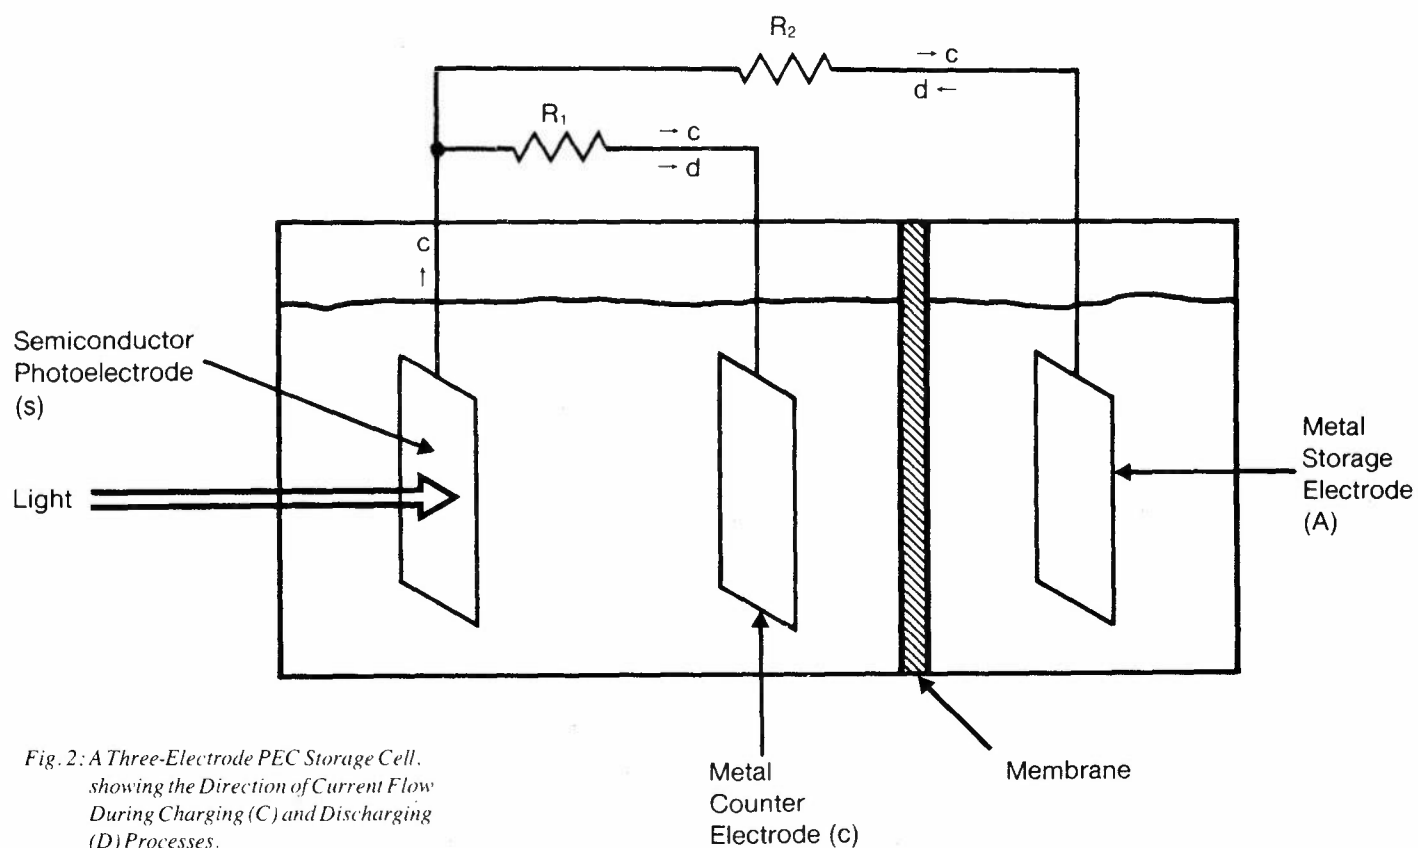 R₂
→ c
d ←
R₁
→ c
→ d
c
↑
Semiconductor
Photoelectrode
(s)
Light
Metal
Storage
Electrode
(A)
Fig. 2: A Three-Electrode PEC Storage Cell.
showing the Direction of Current Flow
During Charging (C) and Discharging
(D) Processes.
Metal
Counter
Electrode (c)
Membrane